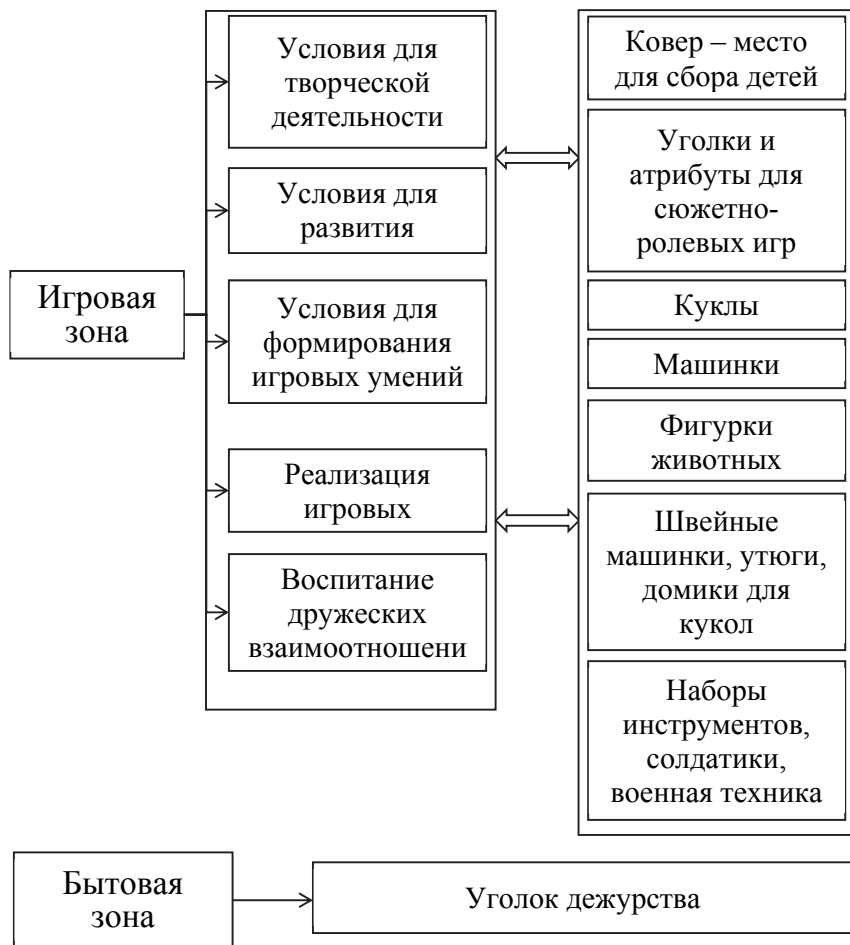 Игровая
зона
Условия для
творческой
деятельности
Условия для
развития
Условия для
формирования
игровых умений
Реализация
игровых
Воспитание
дружеских
взаимоотношени
Ковер – место
для сбора детей
Уголки и
атрибуты для
сюжетно-
ролевых игр
Куклы
Машинки
Фигурки
животных
Швейные
машинки, утюги,
домики для
кукол
Наборы
инструментов,
солдатики,
военная техника
Бытовая
зона
Уголок дежурства